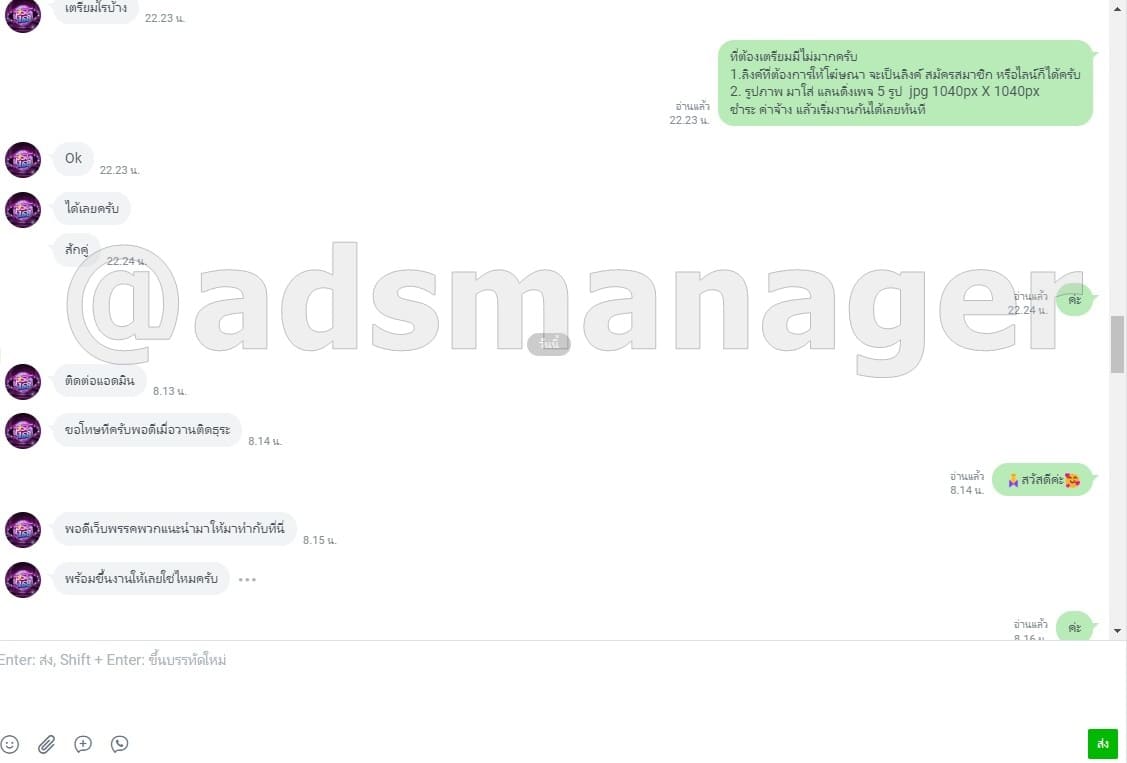 เตรียมไรบ้าง
22.23 น.
ที่ต้องเตรียมมีไม่มากครับ
1.ลิงค์ที่ต้องการให้โฆ่ษณา จะเป็นลิงค์ สมัครสมาชิก หรือไลน์ก็ได้ครับ
2. รูปภาพ มาใส่ แลนดิ่งเพจ 5 รูป jpg 1040px X 1040px
ชำระ ค่าจ้าง แล้วเริ่มงานกันได้เลยทันที
อ่านแล้ว
22.23 น.
Ok
22.23 น.
ได้เลยครับ
สักคู่
22.24 น.
@adsmanager
อ่านแล้ว
22.24 น.
ค่ะ
วันนี้
ติดต่อแอดมิน
8.13 น.
ขอโทษทีครับพอดีเมื่อวานติดธุระ
8.14 น.
อ่านแล้ว
8.14 น.
สวัสดีค่ะ
พอดีเว็บพรรคพวกแนะนำมาให้มาทำกับที่นี่
8.15 น.
พร้อมขึ้นงานให้เลยใช่ไหมครับ
อ่านแล้ว
8.16 น.
ค่ะ
Enter: ส่ง, Shift + Enter: ขึ้นบรรทัดใหม่
ส่ง